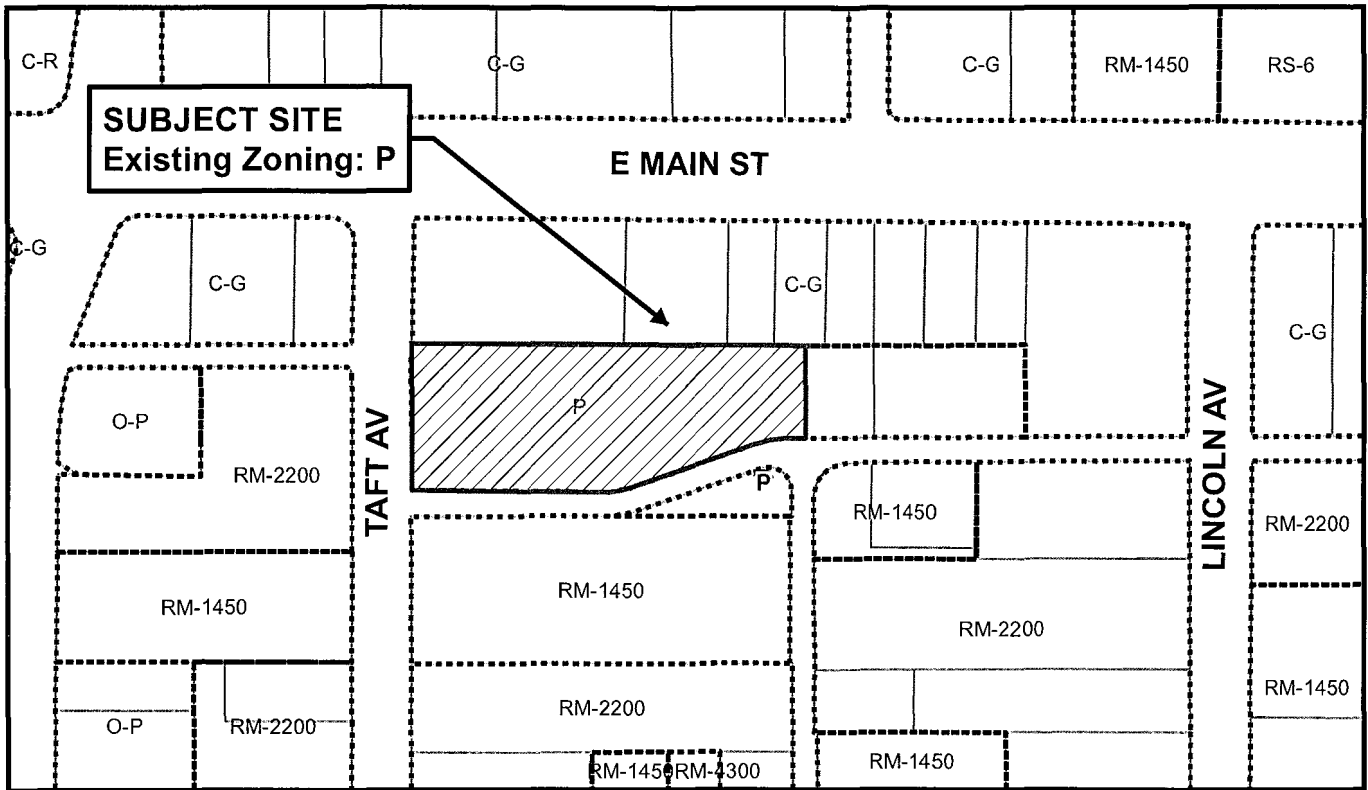 C-R
C-G
C-G
RM-1450
RS-6
SUBJECT SITE
Existing Zoning: P
E MAIN ST
C-G
C-G
C-G
C-G
P
O-P
RM-2200
TAFT AV
P
RM-1450
LINCOLN AV
RM-2200
RM-1450
RM-1450
RM-2200
RM-1450
O-P
RM-2200
RM-2200
RM-1450
RM-4300
RM-1450